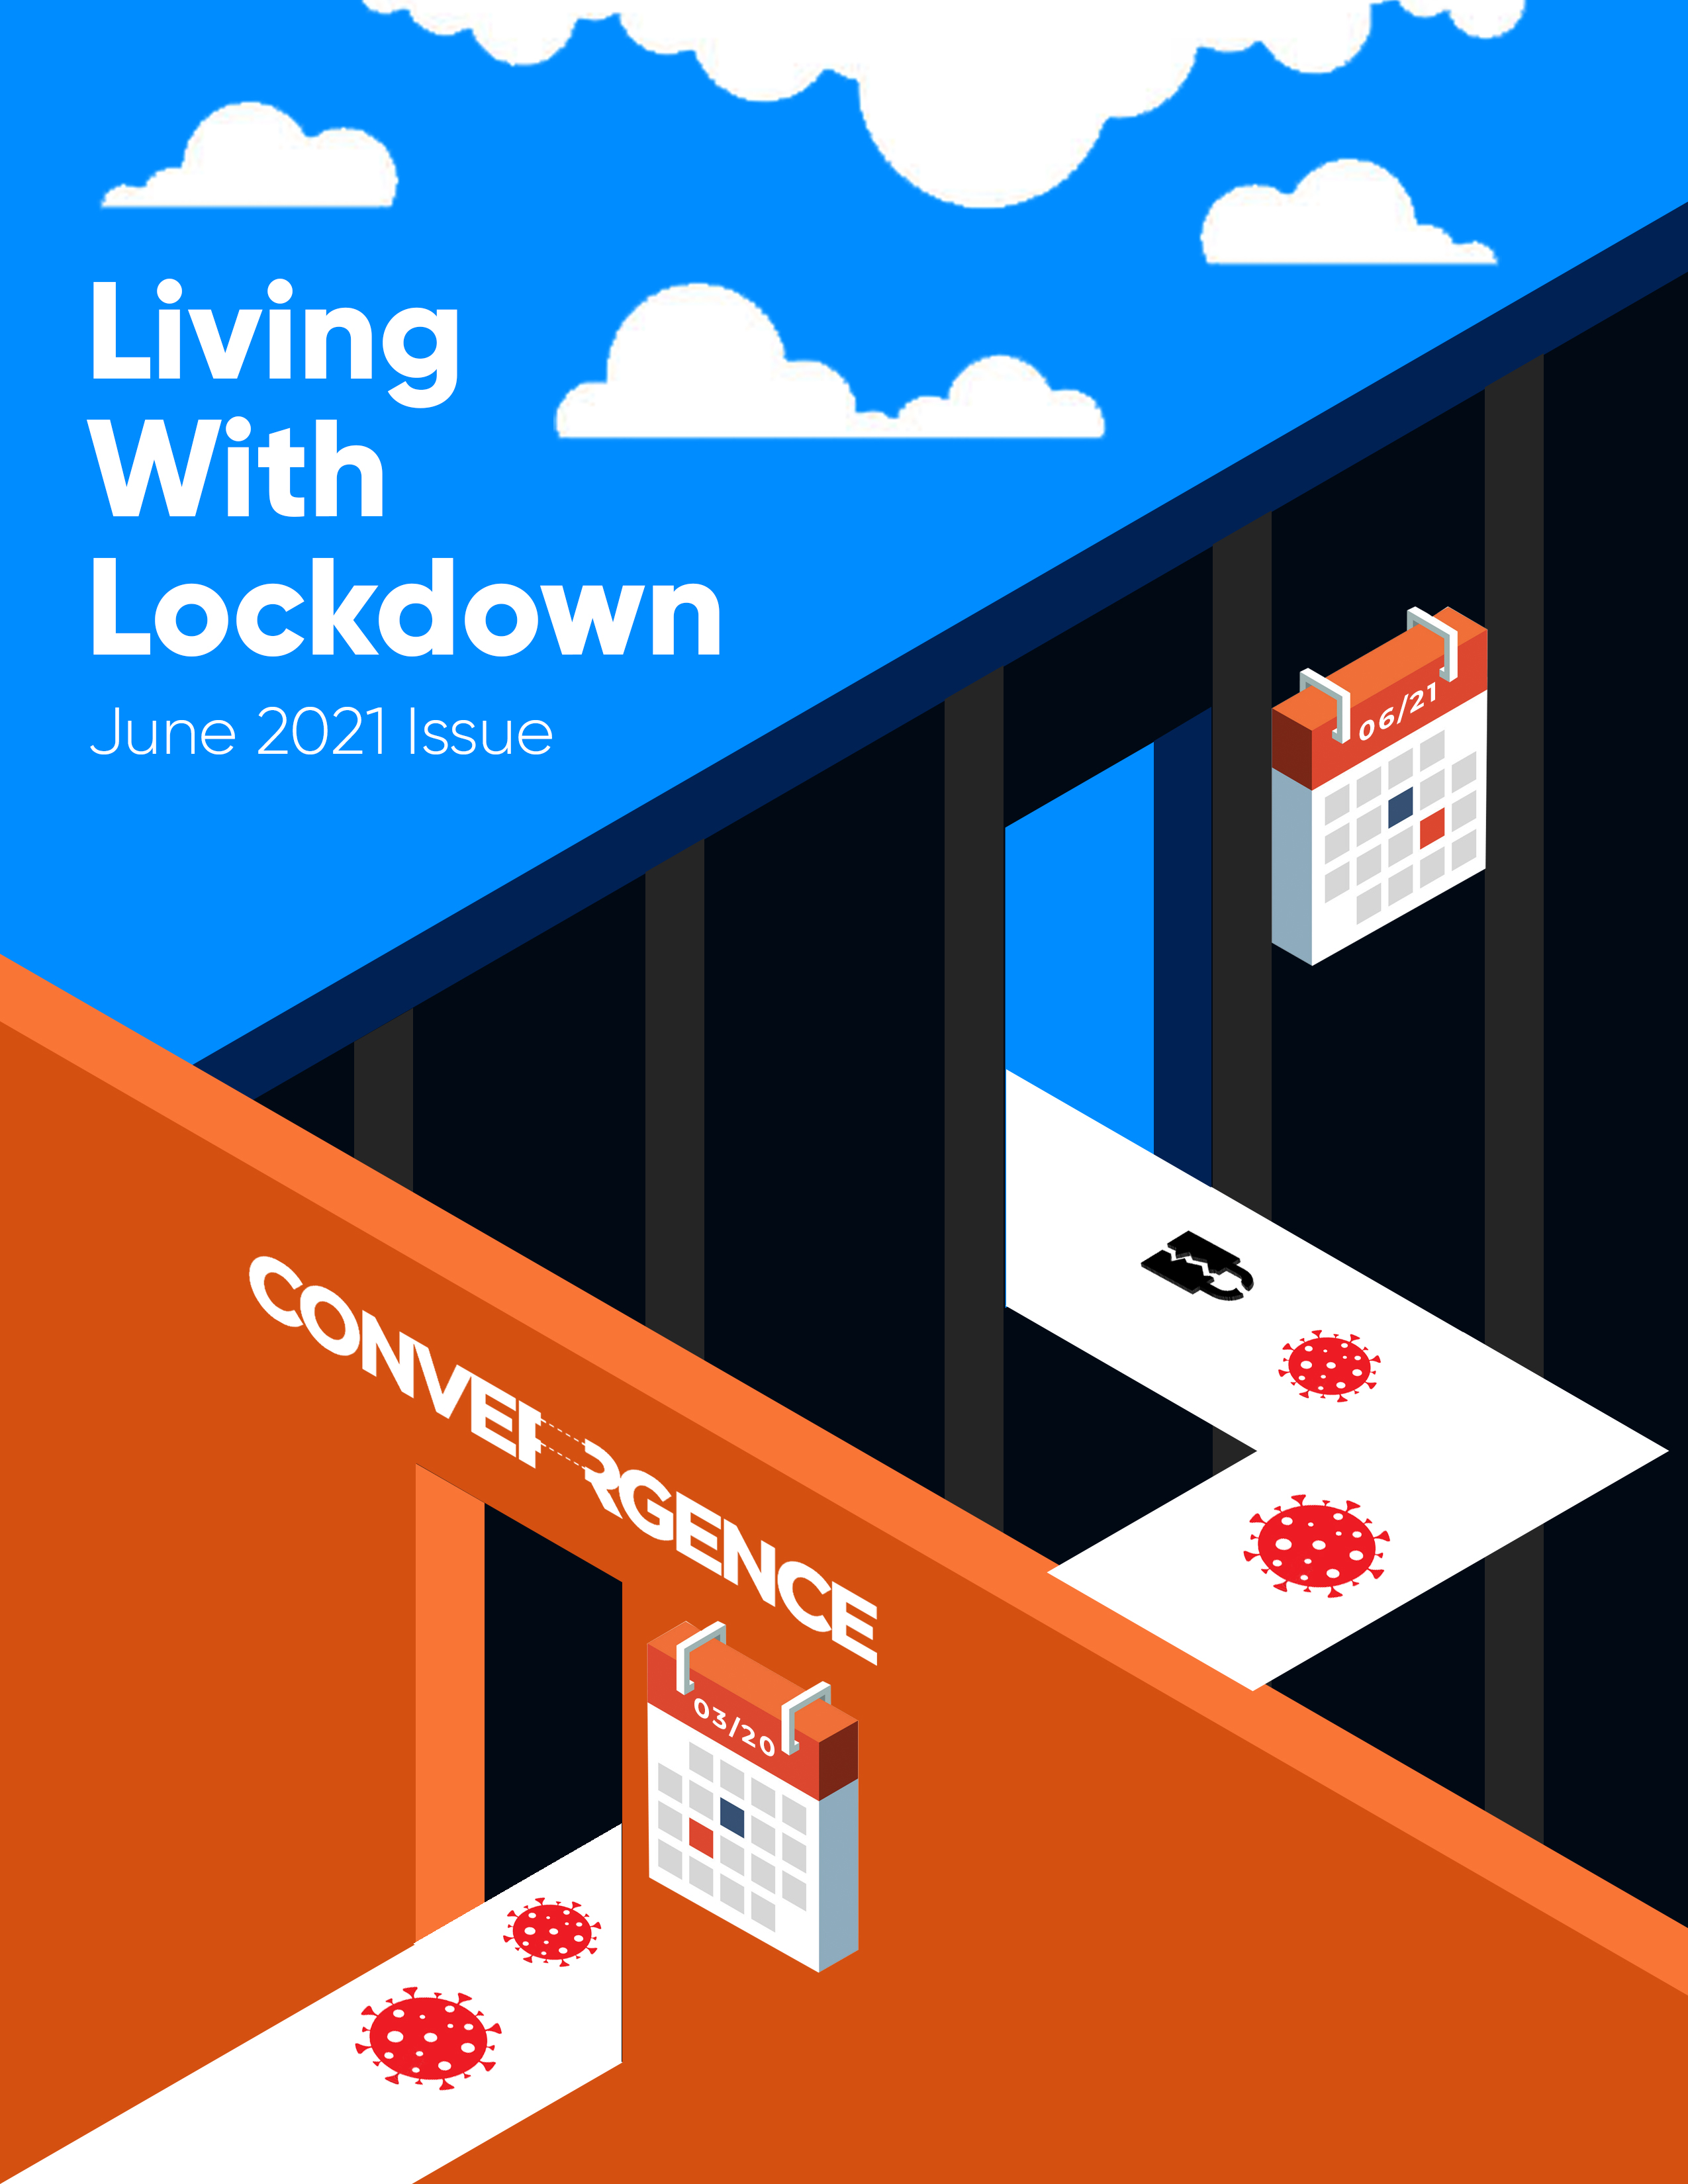 Living
With
Lockdown
June 2021 Issue
06/21
CONVERGENCE
03/20